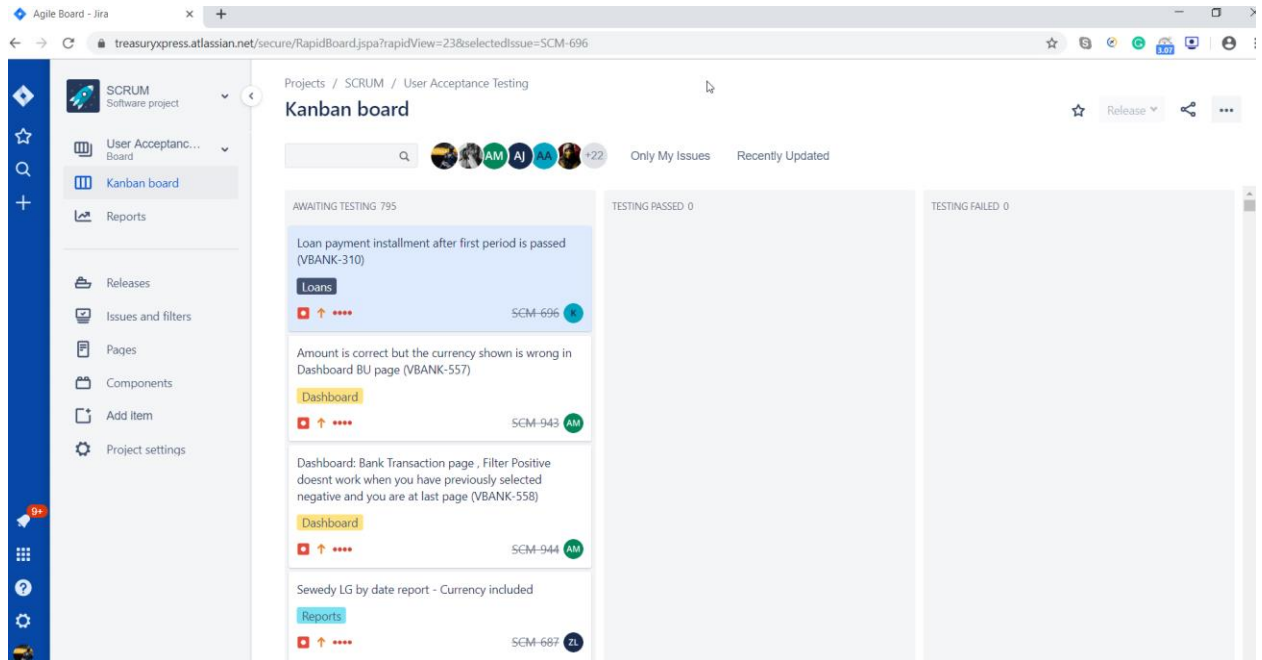 Agile Board - Jira
treasuryxpress.atlassian.net/secure/RapidBoard.jspa?rapidView=23&selectedIssue=SCM-696
3.07
SCRUM
Software project
User Acceptanc...
Board
Kanban board
Reports
Releases
Issues and filters
Pages
Components
Add item
Project settings
9+
Projects / SCRUM / User Acceptance Testing
Kanban board
Release
AM AJ AA +22 Only My Issues Recently Updated
AWAITING TESTING 795 TESTING PASSED 0 TESTING FAILED 0
Loan payment installment after first period is passed
(VBANK-310)
Loans
SCM-696 K
Amount is correct but the currency shown is wrong in
Dashboard BU page (VBANK-557)
Dashboard
SCM-943 AM
Dashboard: Bank Transaction page , Filter Positive
doesnt work when you have previously selected
negative and you are at last page (VBANK-558)
Dashboard
SCM-944 AM
Sewedy LG by date report - Currency included
Reports
SCM-687 ZL